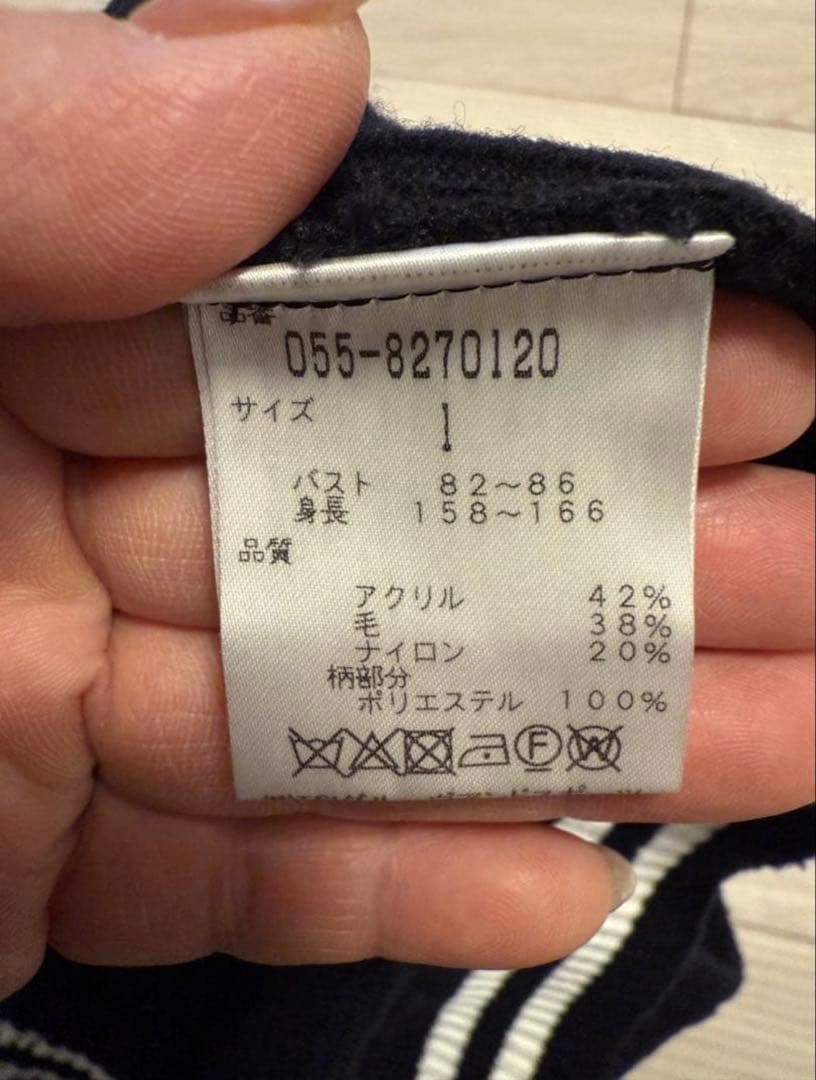 品番
055-8270120
サイズ 1
バスト 82～86
身長 158～166
品質
アクリル 42%
毛 38%
ナイロン 20%
柄部分
ポリエステル 100%
F W